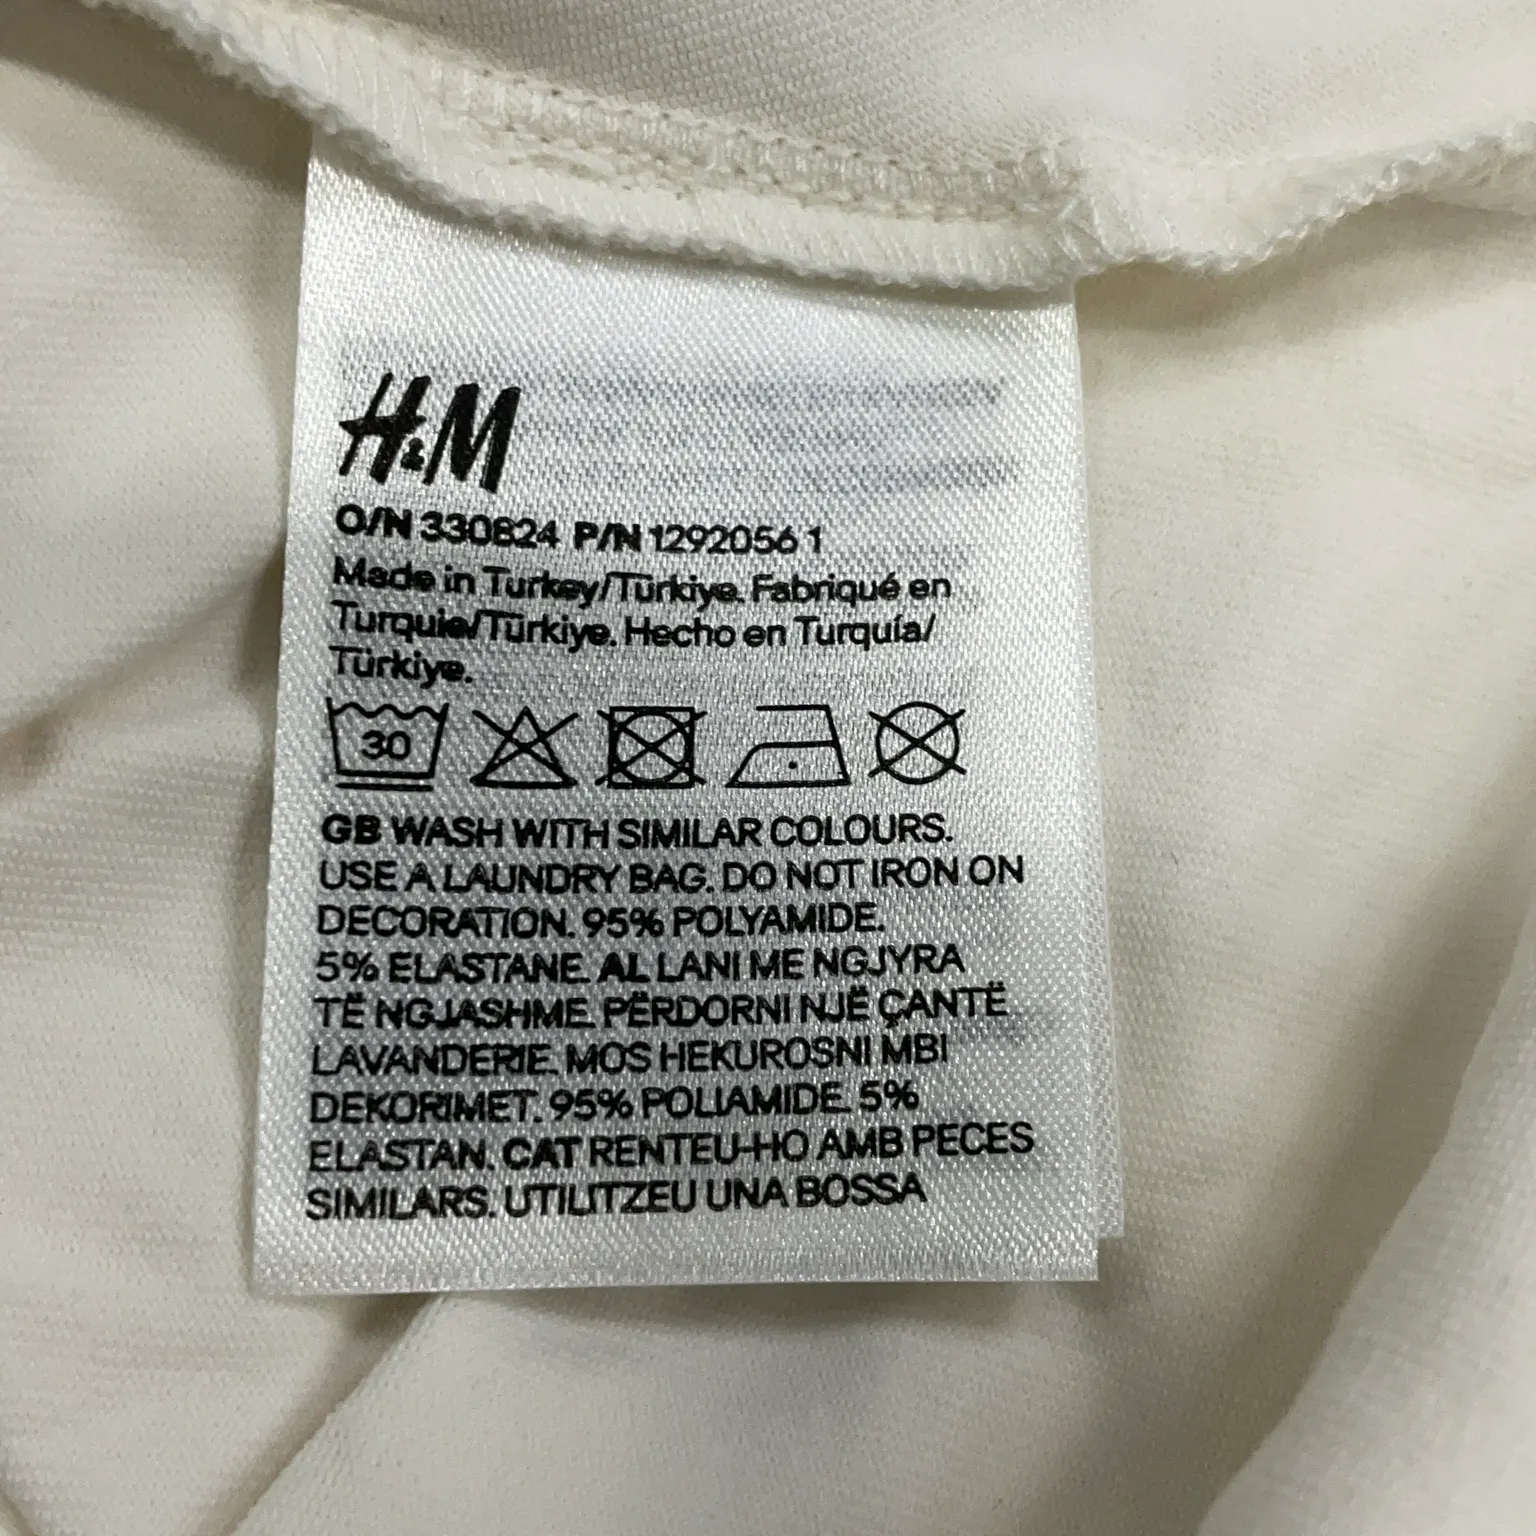 H&M
O/N 330824 P/N 1292056 1
Made in Turkey/Türkiye. Fabriqué en
Turquie/Türkiye. Hecho en Turquía/
Türkiye.
30
GB WASH WITH SIMILAR COLOURS.
USE A LAUNDRY BAG. DO NOT IRON ON
DECORATION. 95% POLYAMIDE.
5% ELASTANE. AL LANI ME NGJYRA
TË NGJASHME. PËRDORNI NJË ÇANTË
LAVANDERIE. MOS HEKUROSNI MBI
DEKORIMET. 95% POLIAMIDE. 5%
ELASTAN. CAT RENTEU-HO AMB PECES
SIMILARS. UTILITZEU UNA BOSSA